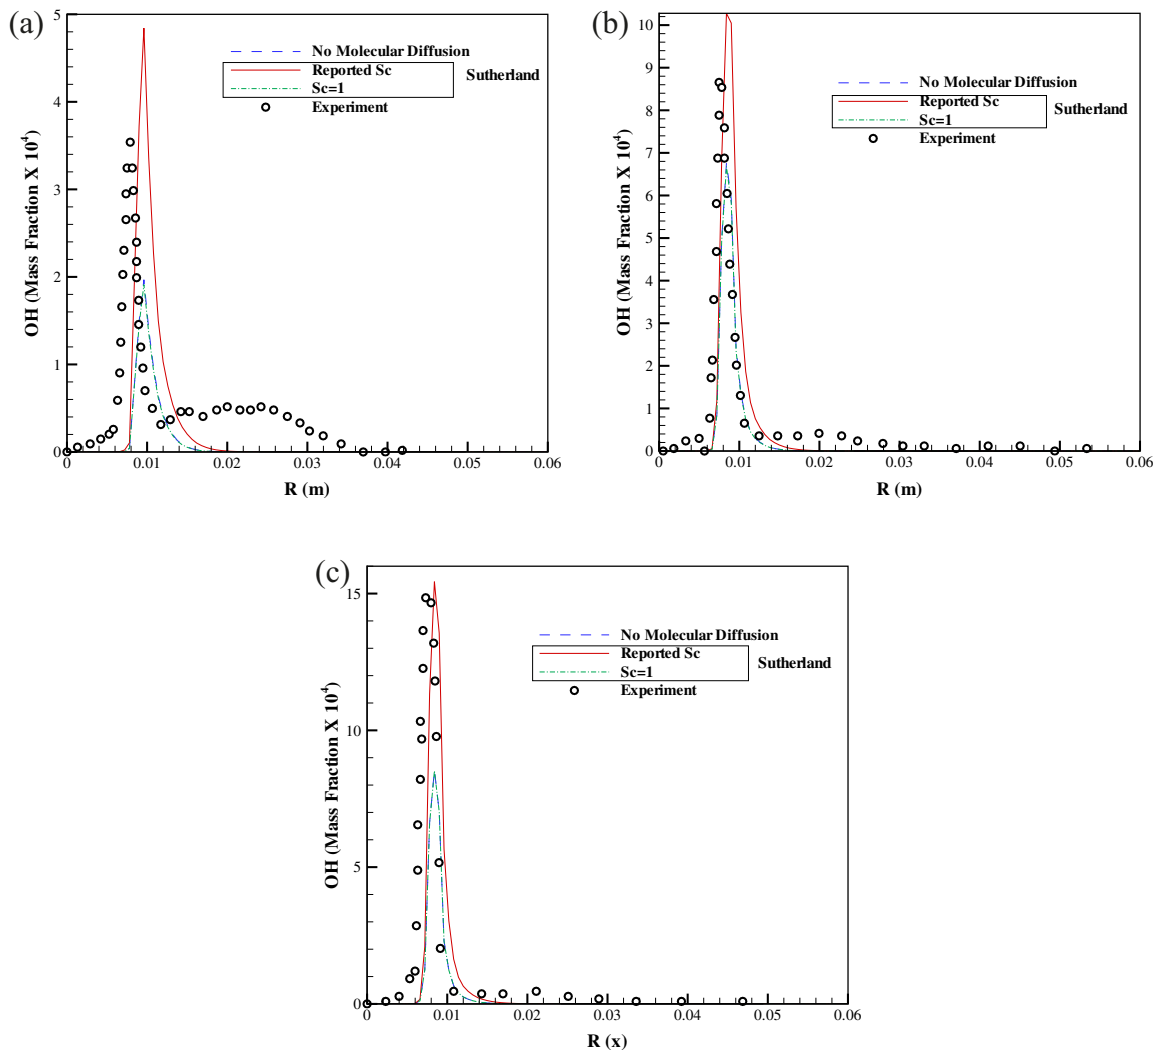 (a)
5
4
3
2
1
0
OH (Mass Fraction X 10⁴)
No Molecular Diffusion
Reported Sc
Sc=1
Sutherland
Experiment
0 0.01 0.02 0.03 0.04 0.05 0.06
R (m)
(b)
10
9
8
7
6
5
4
3
2
1
0
OH (Mass Fraction X 10⁴)
No Molecular Diffusion
Reported Sc
Sc=1
Sutherland
Experiment
0 0.01 0.02 0.03 0.04 0.05 0.06
R (m)
(c)
15
10
5
0
OH (Mass Fraction X 10⁴)
No Molecular Diffusion
Reported Sc
Sc=1
Sutherland
Experiment
0 0.01 0.02 0.03 0.04 0.05 0.06
R (x)